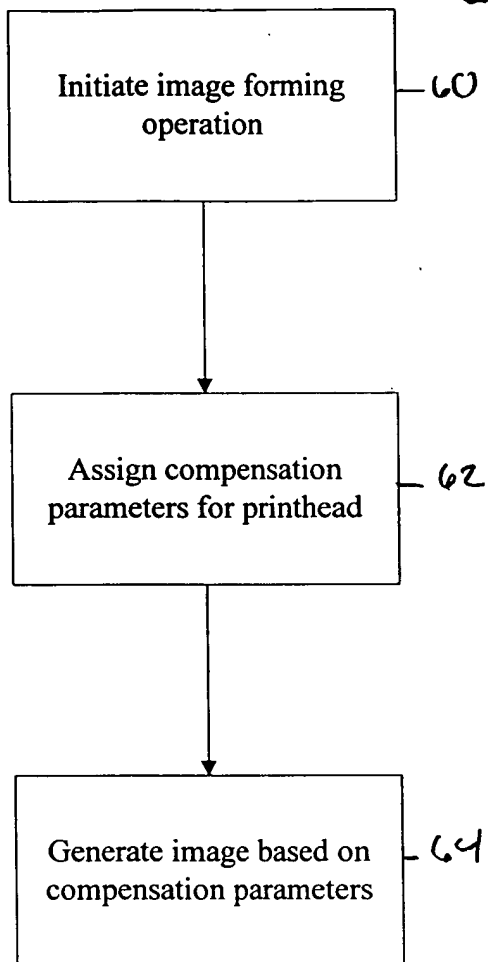 Initiate image forming
operation
60
Assign compensation
parameters for printhead
62
Generate image based on
compensation parameters
64